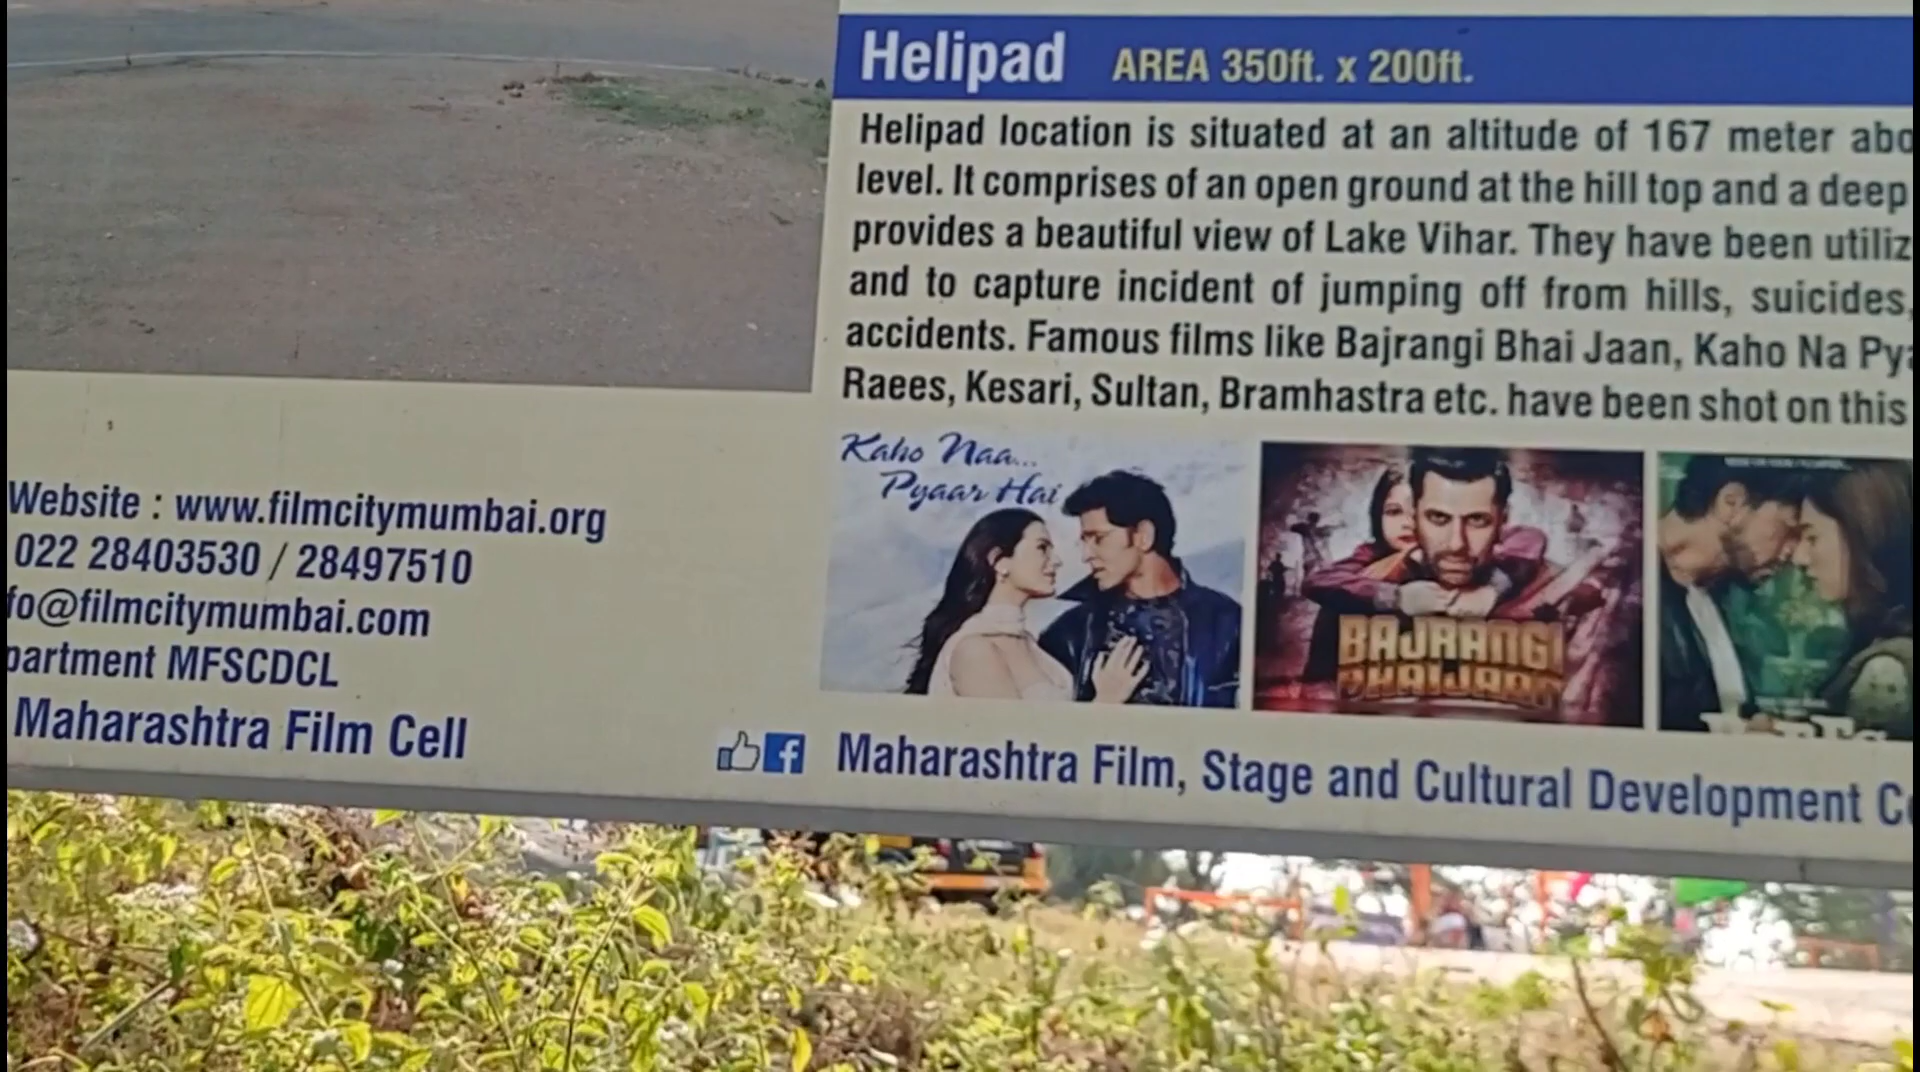 Helipad AREA 350ft. x 200ft.
Helipad location is situated at an altitude of 167 meter
level. It comprises of an open ground at the hill top and a deep
provides a beautiful view of Lake Vihar. They have been
and to capture incident of jumping off from hills, suicides,
accidents. Famous films like Bajrangi Bhai Jaan, Kaho Na
Raees, Kesari, Sultan, Bramhastra etc. have been shot on this
Kaho Naa...
Pyaar Hai
BAJRANGI
BHAIJAAN
Website : www.filmcitymumbai.org
022 28403530 / 28497510
fo@filmcitymumbai.com
partment MFSCDCL
Maharashtra Film Cell
Maharashtra Film, Stage and Cultural Development